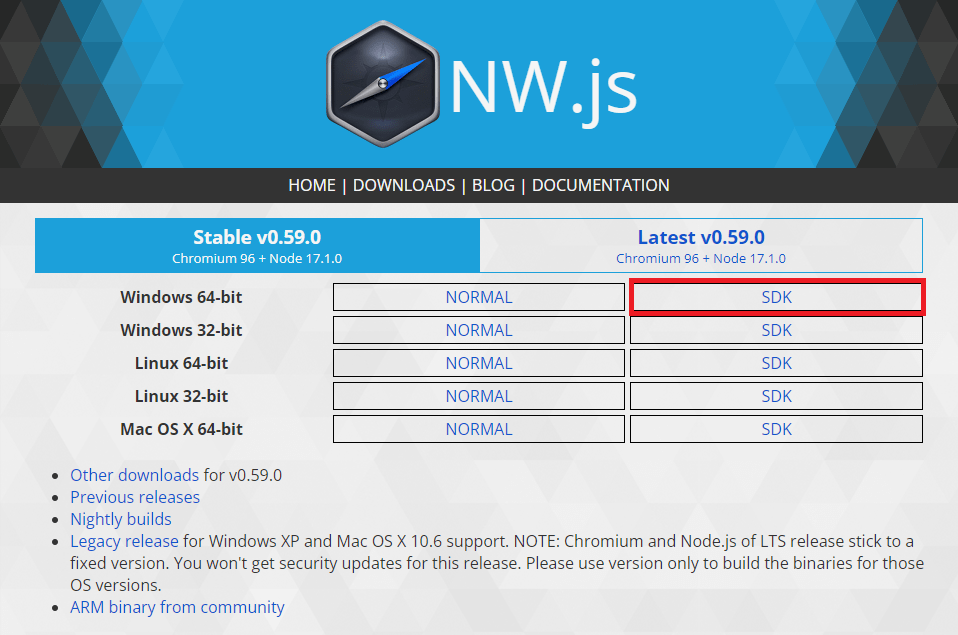 NW.js
HOME | DOWNLOADS | BLOG | DOCUMENTATION
Stable v0.59.0
Chromium 96 + Node 17.1.0
Latest v0.59.0
Chromium 96 + Node 17.1.0
Windows 64-bit NORMAL SDK
Windows 32-bit NORMAL SDK
Linux 64-bit NORMAL SDK
Linux 32-bit NORMAL SDK
Mac OS X 64-bit NORMAL SDK
Other downloads for v0.59.0
Previous releases
Nightly builds
Legacy release for Windows XP and Mac OS X 10.6 support. NOTE: Chromium and Node.js of LTS release stick to a
fixed version. You won't get security updates for this release. Please use version only to build the binaries for those
OS versions.
ARM binary from community